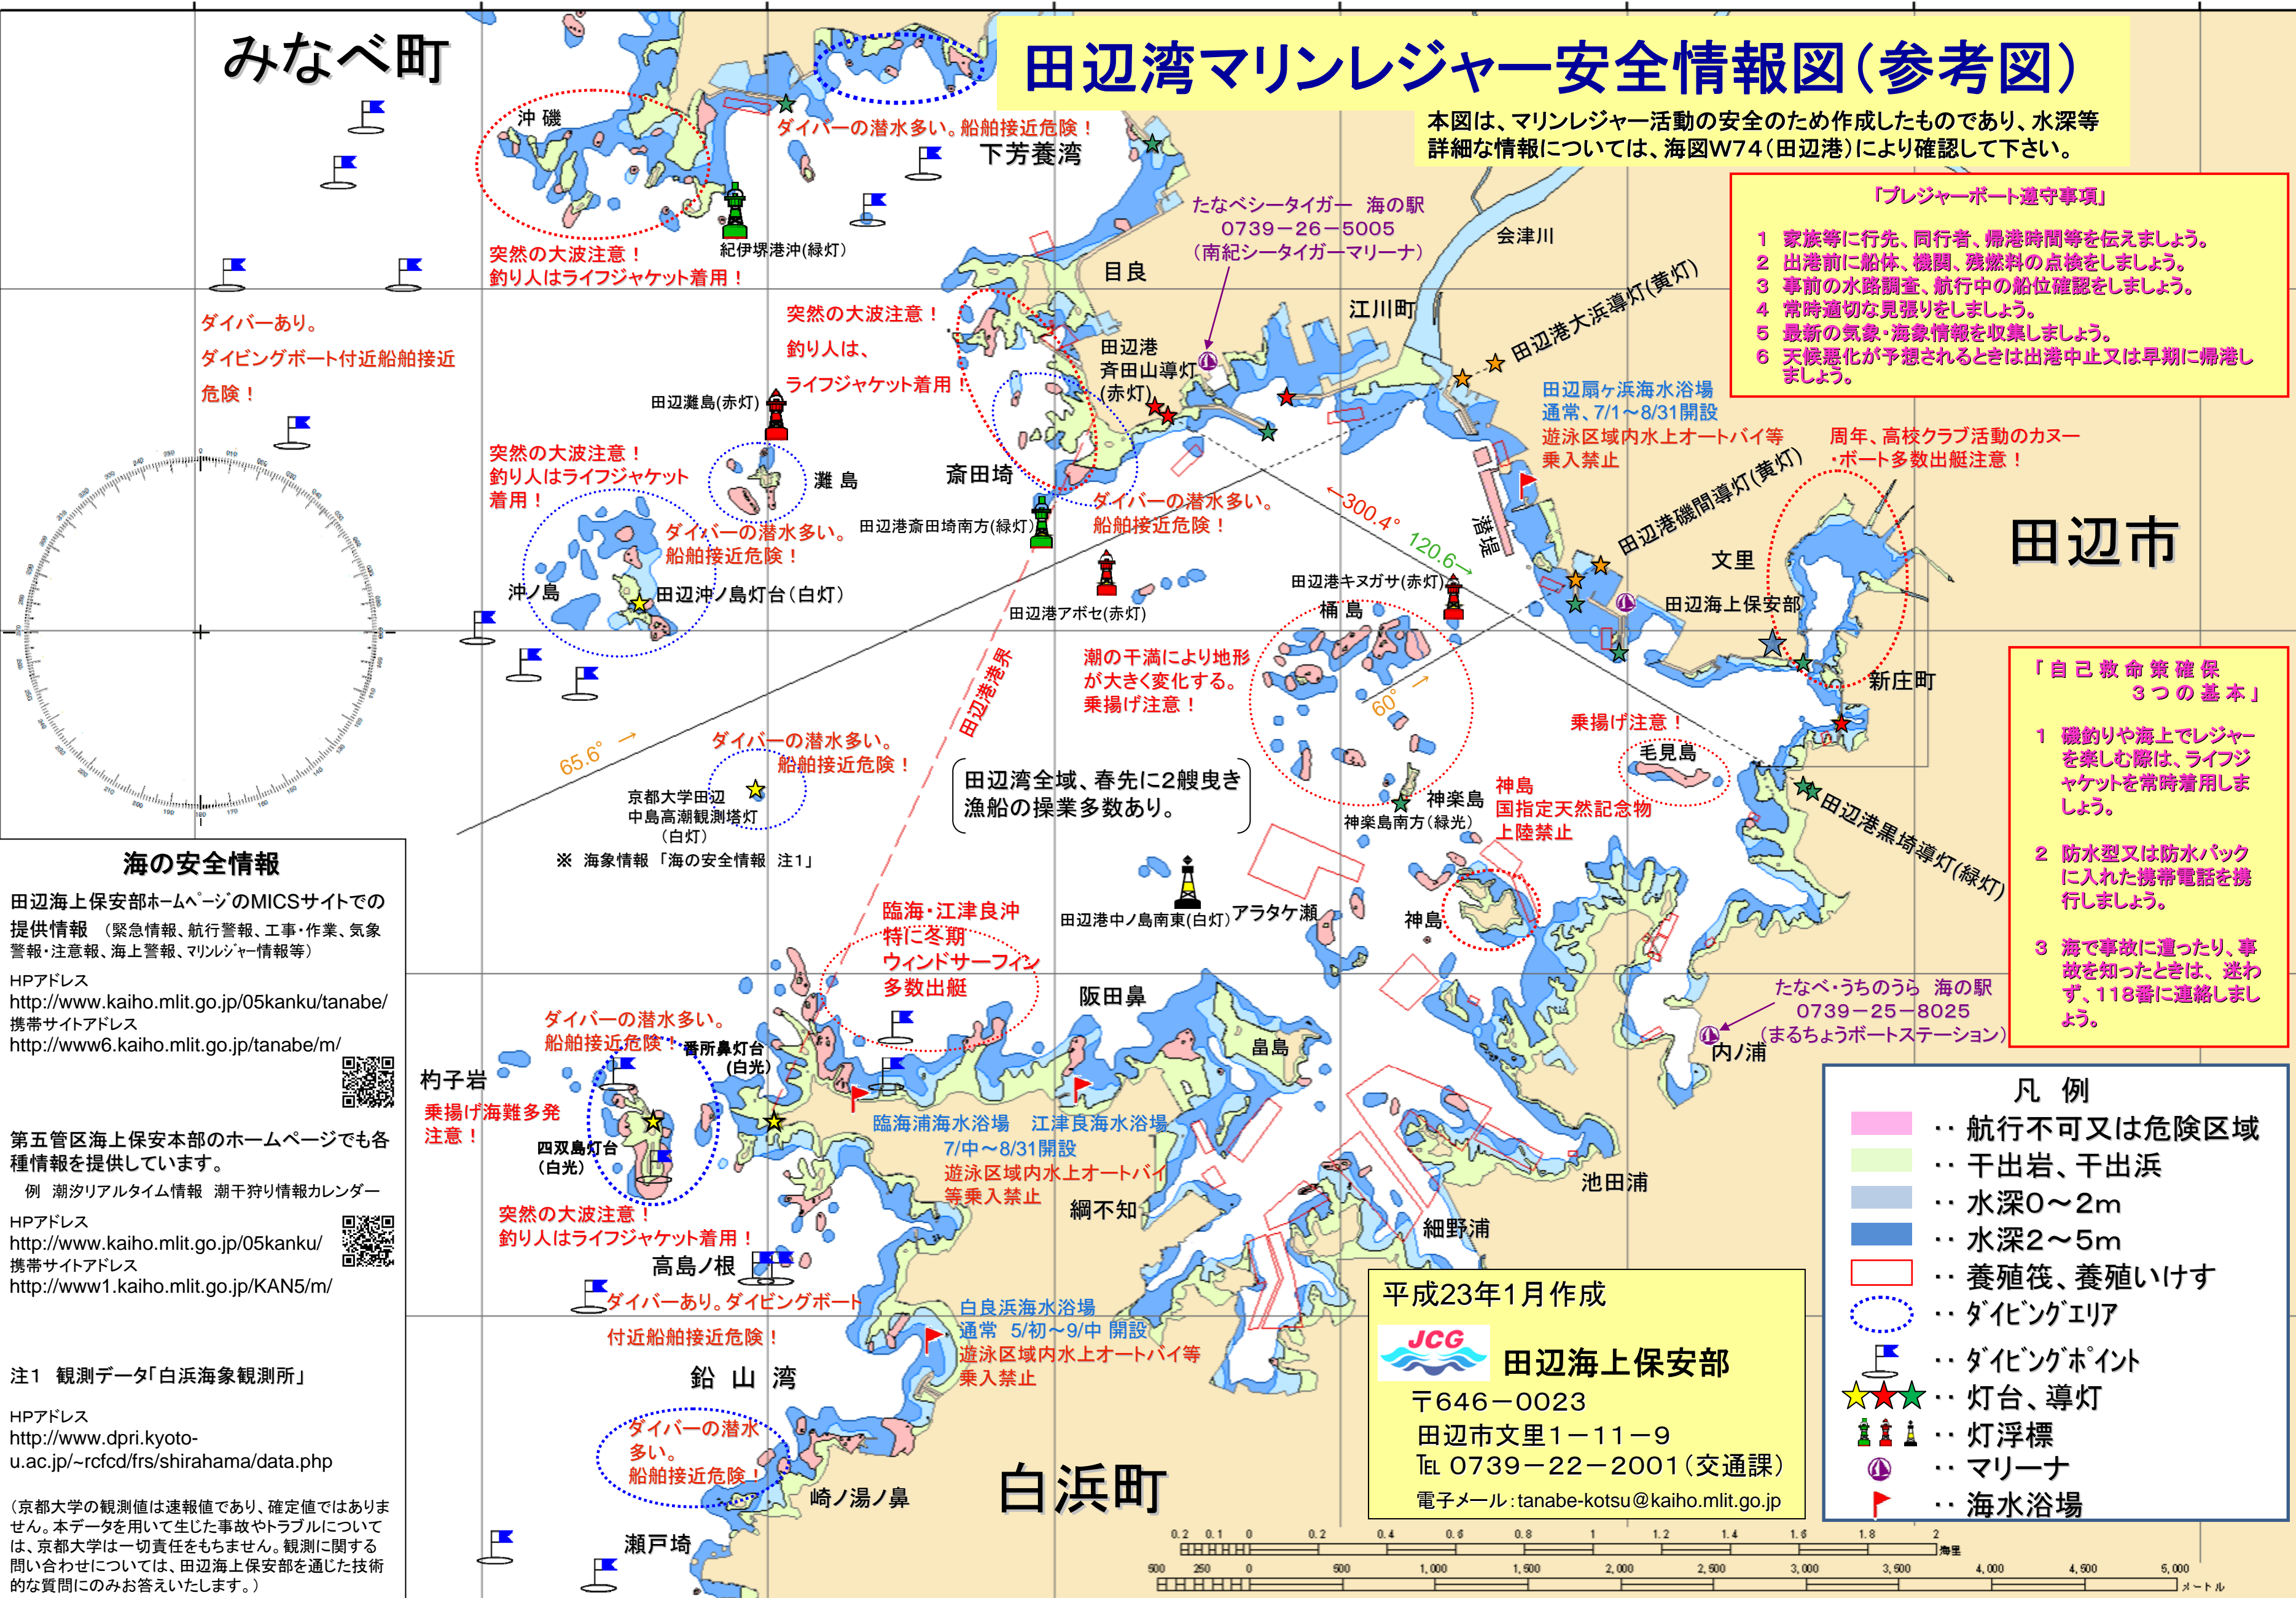 みなべ町
田辺湾マリンレジャー安全情報図(参考図)
本図は、マリンレジャー活動の安全のため作成したものであり、水深等
詳細な情報については、海図W74(田辺港)により確認して下さい。
「プレジャーボート遵守事項」
1 家族等に行先、同行者、帰港時間等を伝えましょう。
2 出港前に船体、機関、残燃料の点検をしましょう。
3 事前の水路調査、航行中の船位確認をしましょう。
4 常時適切な見張りをしましょう。
5 最新の気象・海象情報を収集しましょう。
6 天候悪化が予想されるときは出港中止又は早期に帰港し
ましょう。
沖 磯
ダイバーの潜水多い。船舶接近危険!
下芳養湾
紀伊堺港沖(緑灯)
突然の大波注意!
釣り人はライフジャケット着用!
たなべシータイガー 海の駅
0739-26-5005
(南紀シータイガーマリーナ)
会津川
目良
江川町
ダイバーあり。
ダイビングボート付近船舶接近
危険!
突然の大波注意!
釣り人は、
ライフジャケット着用!
田辺港
斉田山導灯
(赤灯)
田辺港大浜導灯(黄灯)
田辺灘島(赤灯)
灘 島
田辺扇ヶ浜海水浴場
通常、7/1~8/31開設
遊泳区域内水上オートバイ等
乗入禁止
周年、高校クラブ活動のカヌー
・ボート多数出艇注意!
突然の大波注意!
釣り人はライフジャケット
着用!
斎田埼
田辺港斎田埼南方(緑灯)
ダイバーの潜水多い。
船舶接近危険!
←300.4°
120.6→
潜堤
田辺港磯間導灯(黄灯)
文里
田辺市
ダイバーの潜水多い。
船舶接近危険!
沖ノ島
田辺沖ノ島灯台(白灯)
田辺港アボセ(赤灯)
田辺港キヌガサ(赤灯)
桶 島
田辺海上保安部
新庄町
田辺港港界
潮の干満により地形
が大きく変化する。
乗揚げ注意!
60° →
65.6° →
乗揚げ注意!
毛見島
「自己救命策確保
3つの基本」
1 磯釣りや海上でレジャー
を楽しむ際は、ライフジ
ャケットを常時着用しま
しょう。
2 防水型又は防水パック
に入れた携帯電話を携
行しましょう。
3 海で事故に遭ったり、事
故を知ったときは、迷わ
ず、118番に連絡しまし
ょう。
ダイバーの潜水多い。
船舶接近危険!
京都大学田辺
中島高潮観測塔灯
(白灯)
※ 海象情報「海の安全情報 注1」
田辺湾全域、春先に2艘曳き
漁船の操業多数あり。
神楽島
神楽島南方(緑光)
神島
国指定天然記念物
上陸禁止
田辺港黒埼導灯(緑灯)
田辺港中ノ島南東(白灯)
アラタケ瀬
神島
海の安全情報
田辺海上保安部ホームページのMICSサイトでの
提供情報 (緊急情報、航行警報、工事・作業、気象
警報・注意報、海上警報、マリンレジャー情報等)
HPアドレス
http://www.kaiho.mlit.go.jp/05kanku/tanabe/
携帯サイトアドレス
http://www6.kaiho.mlit.go.jp/tanabe/m/
第五管区海上保安本部のホームページでも各
種情報を提供しています。
例 潮汐リアルタイム情報 潮干狩り情報カレンダー
HPアドレス
http://www.kaiho.mlit.go.jp/05kanku/
携帯サイトアドレス
http://www1.kaiho.mlit.go.jp/KAN5/m/
注1 観測データ「白浜海象観測所」
HPアドレス
http://www.dpri.kyoto-
u.ac.jp/~rcfcd/frs/shirahama/data.php
(京都大学の観測値は速報値であり、確定値ではありま
せん。本データを用いて生じた事故やトラブルについて
は、京都大学は一切責任をもちません。観測に関する
問い合わせについては、田辺海上保安部を通じた技術
的な質問にのみお答えいたします。)
臨海・江津良沖
特に冬期
ウィンドサーフィン
多数出艇
阪田鼻
畠島
たなべ・うちのうら 海の駅
0739-25-8025
(まるちょうボートステーション)
内ノ浦
ダイバーの潜水多い。
船舶接近危険!
番所鼻灯台
(白光)
杓子岩
乗揚げ海難多発
注意!
四双島灯台
(白光)
臨海浦海水浴場 江津良海水浴場
7/中~8/31開設
遊泳区域内水上オートバイ
等乗入禁止
綱不知
池田浦
細野浦
突然の大波注意!
釣り人はライフジャケット着用!
高島ノ根
ダイバーあり。ダイビングボート
付近船舶接近危険!
白良浜海水浴場
通常 5/初~9/中 開設
遊泳区域内水上オートバイ等
乗入禁止
鉛 山 湾
ダイバーの潜水
多い。
船舶接近危険!
崎ノ湯ノ鼻
瀬戸埼
白浜町
平成23年1月作成
JCG
田辺海上保安部
〒646-0023
田辺市文里1-11-9
℡ 0739-22-2001(交通課)
電子メール:tanabe-kotsu@kaiho.mlit.go.jp
凡 例
‥ 航行不可又は危険区域
‥ 干出岩、干出浜
‥ 水深0~2m
‥ 水深2~5m
‥ 養殖筏、養殖いけす
‥ ダイビングエリア
‥ ダイビングポイント
‥ 灯台、導灯
‥ 灯浮標
‥ マリーナ
‥ 海水浴場
0.2 0.1 0 0.2 0.4 0.6 0.8 1 1.2 1.4 1.6 1.8 2
海里
500 250 0 500 1,000 1,500 2,000 2,500 3,000 3,500 4,000 4,500 5,000
メートル